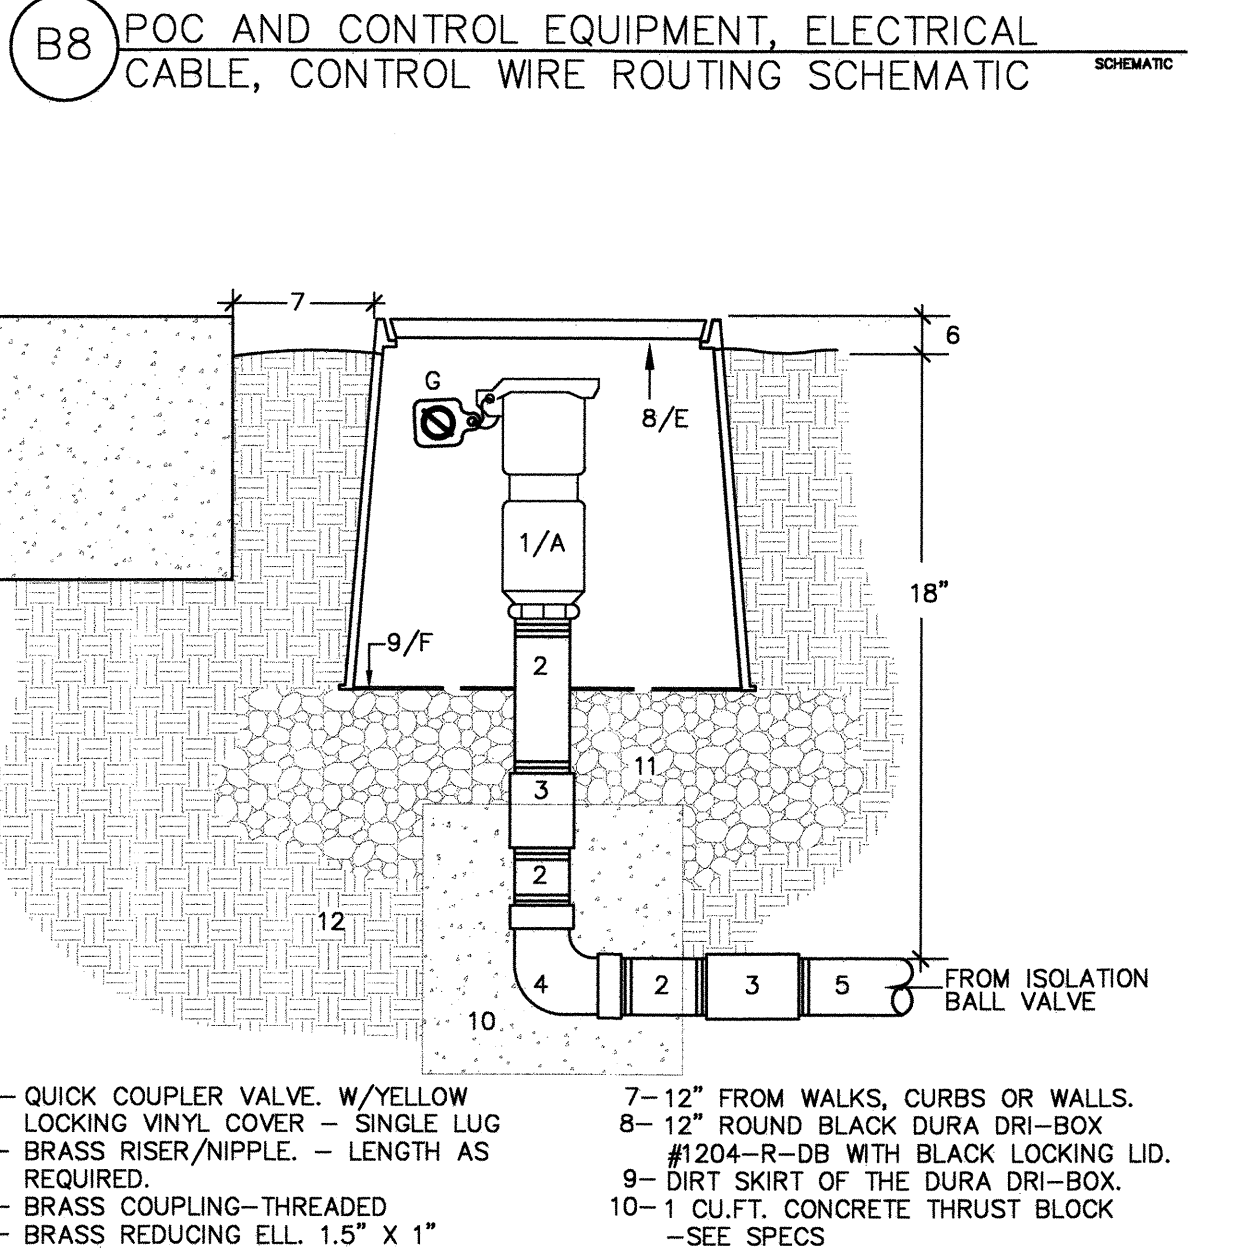 B8
POC AND CONTROL EQUIPMENT, ELECTRICAL
CABLE, CONTROL WIRE ROUTING SCHEMATIC
SCHEMATIC
7
6
G
8/E
1/A
18"
9/F
2
11
3
2
12
4
2
3
5
FROM ISOLATION
BALL VALVE
10
– QUICK COUPLER VALVE. W/YELLOW
LOCKING VINYL COVER – SINGLE LUG
– BRASS RISER/NIPPLE. – LENGTH AS
REQUIRED.
– BRASS COUPLING–THREADED
– BRASS REDUCING ELL. 1.5" X 1"
7– 12" FROM WALKS, CURBS OR WALLS.
8– 12" ROUND BLACK DURA DRI–BOX
#1204–R–DB WITH BLACK LOCKING LID.
9– DIRT SKIRT OF THE DURA DRI–BOX.
10– 1 CU.FT. CONCRETE THRUST BLOCK
–SEE SPECS